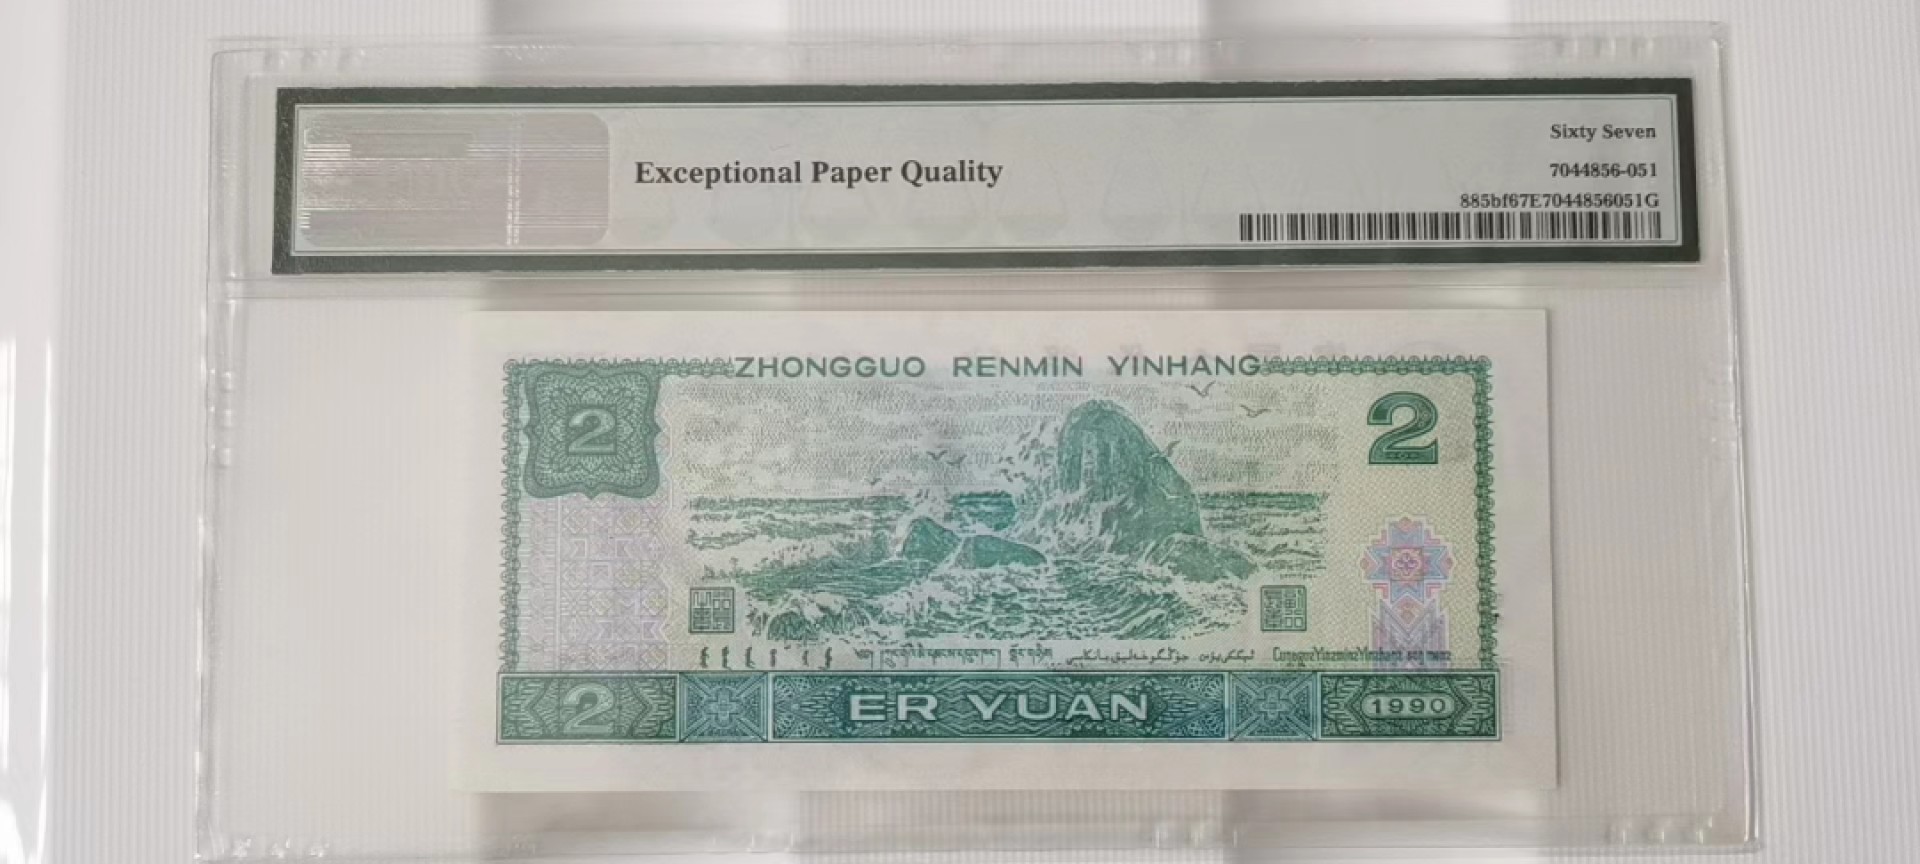 Sixty Seven
Exceptional Paper Quality
7044856-051
885bf67E7044856051G
ZHONGGUO RENMIN YINHANG
2
2
2
ER YUAN
1990